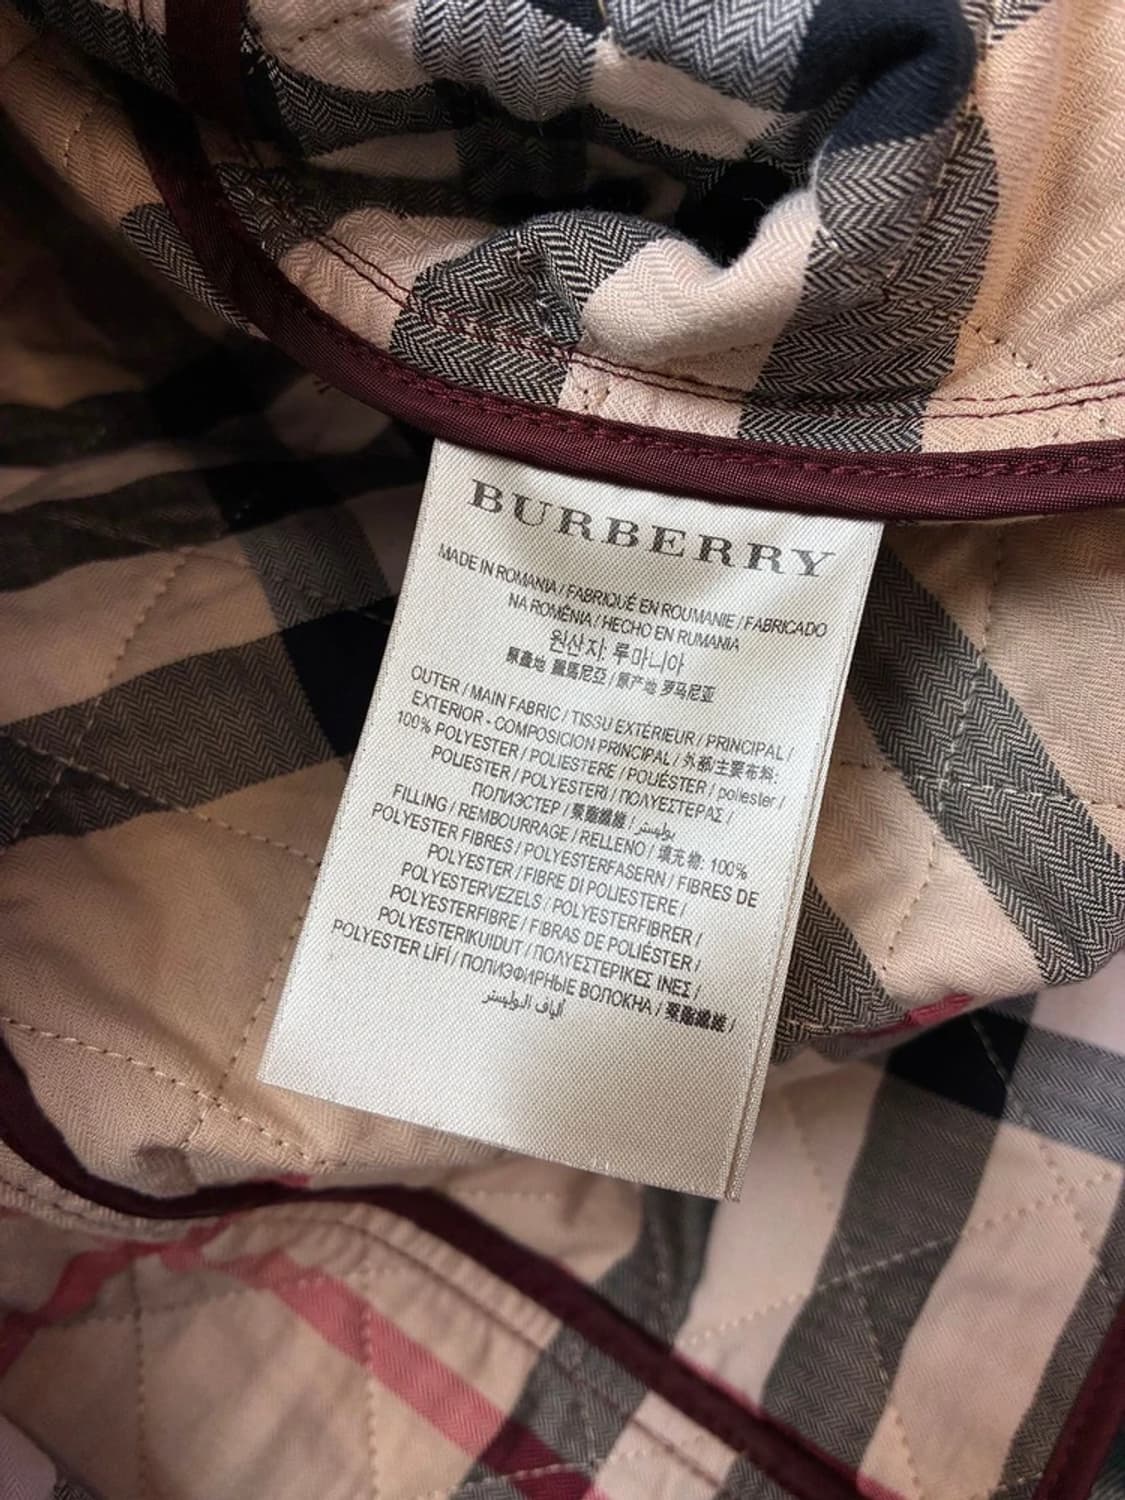 BURBERRY
MADE IN ROMANIA / FABRIQUÉ EN ROUMANIE / FABRICADO
NA ROMÉNIA / HECHO EN RUMANIA
원산지: 루마니아
原產地 羅馬尼亞 / 原产地 罗马尼亚
OUTER / MAIN FABRIC / TISSU EXTÉRIEUR / PRINCIPAL /
EXTERIOR - COMPOSICION PRINCIPAL / 外部/主要布料:
100% POLYESTER / POLIESTERE / POLIÉSTER / poliester /
POLIESTER / POLYESTERI / ΠΟΛΥΕΣΤΕΡΑΣ /
ПОЛИЭСТЕР / 聚酯纖維 / بوليستر
FILLING / REMBOURRAGE / RELLENO / 填充物: 100%
POLYESTER FIBRES / POLYESTERFASERN / FIBRES DE
POLYESTER / FIBRE DI POLIESTERE /
POLYESTERVEZELS / POLYESTERFIBRER /
POLYESTERFIBRE / FIBRAS DE POLIÉSTER /
POLYESTERIKUIDUT / ΠΟΛΥΕΣΤΕΡΙΚΕΣ ΙΝΕΣ /
POLYESTER LİFİ / ПОЛИЭФИРНЫЕ ВОЛОКНА / 聚酯纖維 /
ألياف البوليستر